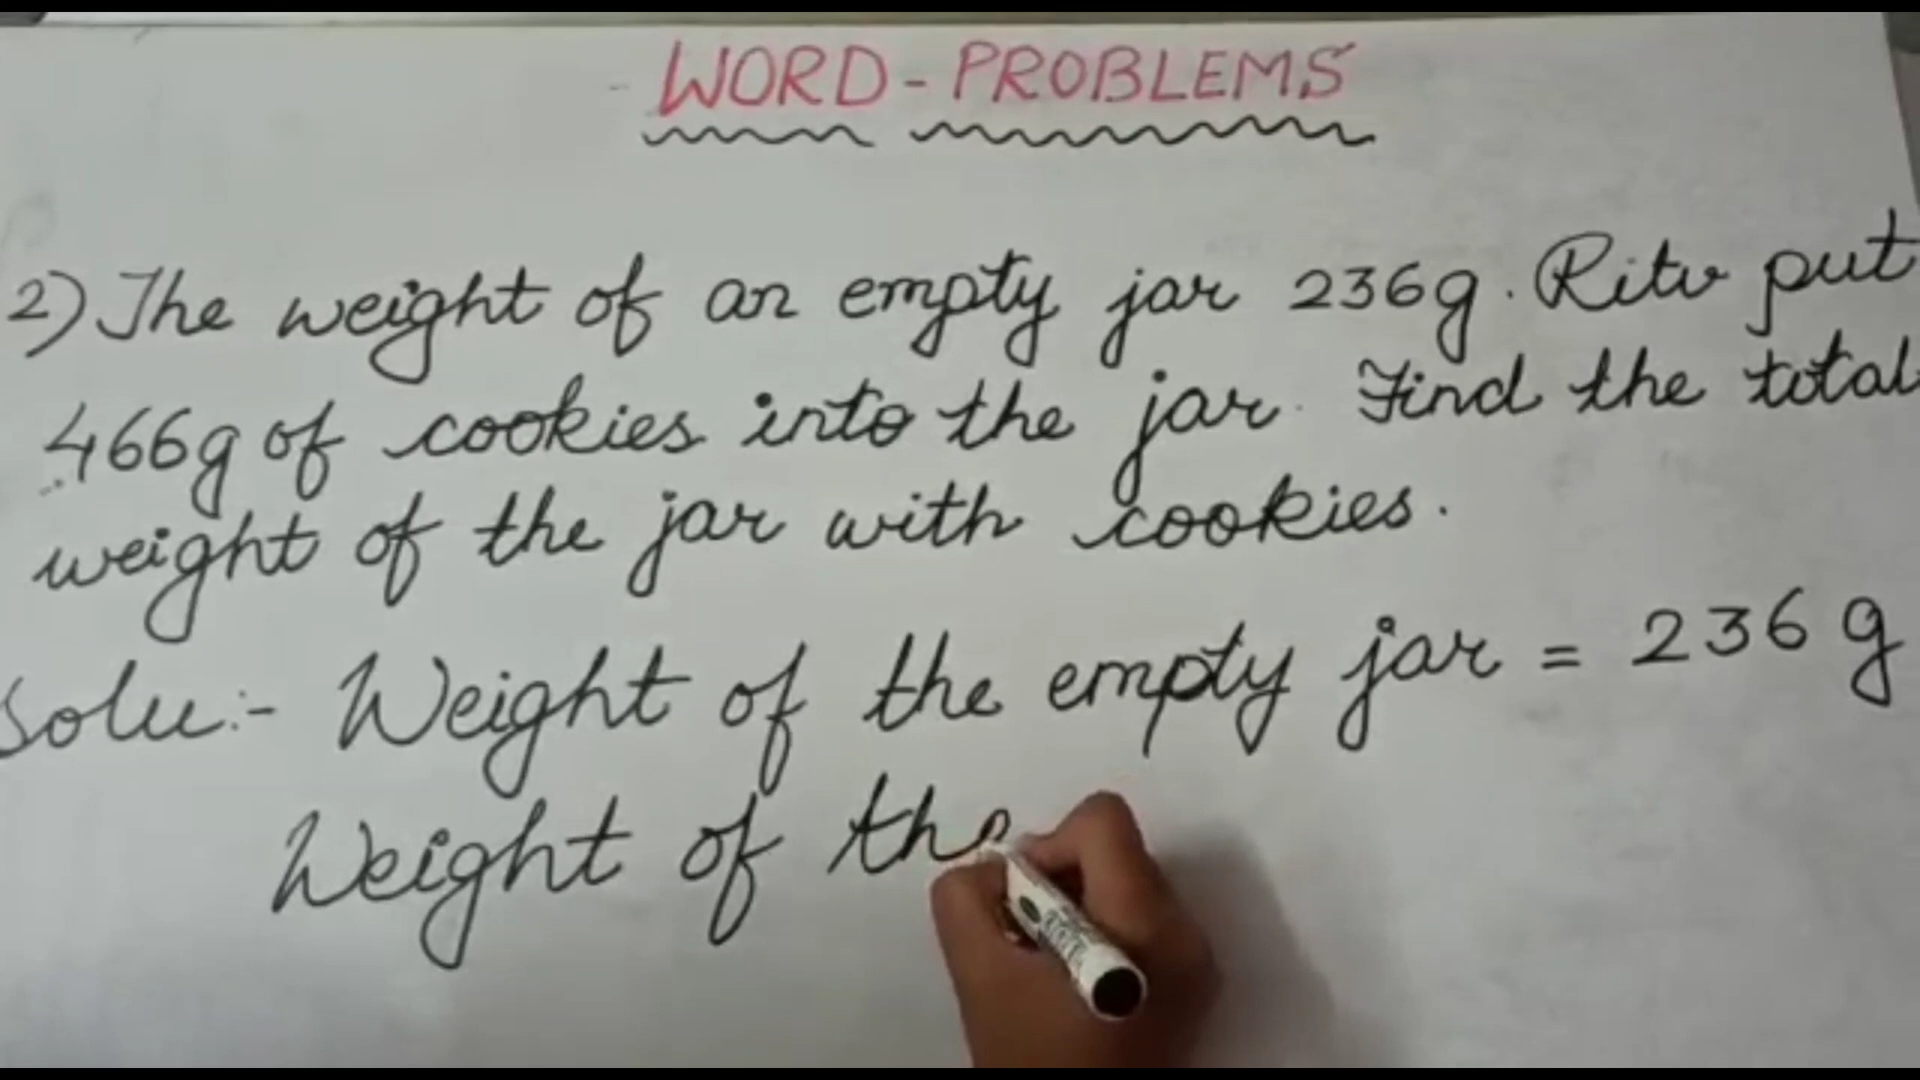 WORD-PROBLEMS
2) The weight of an empty jar 236g. Ritu put
466g of cookies into the jar. Find the total
weight of the jar with cookies.
Solu:- Weight of the empty jar = 236 g
Weight of the